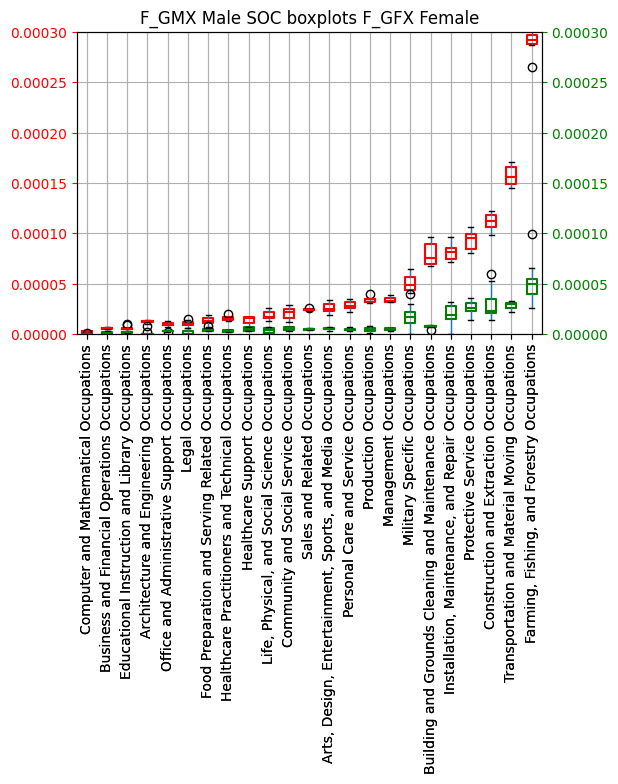 F_GMX Male SOC boxplots F_GFX Female
0.00030
0.00025
0.00020
0.00015
0.00010
0.00005
0.00000
0.00030
0.00025
0.00020
0.00015
0.00010
0.00005
0.00000
Computer and Mathematical Occupations
Business and Financial Operations Occupations
Educational Instruction and Library Occupations
Architecture and Engineering Occupations
Office and Administrative Support Occupations
Legal Occupations
Food Preparation and Serving Related Occupations
Healthcare Practitioners and Technical Occupations
Healthcare Support Occupations
Life, Physical, and Social Science Occupations
Community and Social Service Occupations
Sales and Related Occupations
Arts, Design, Entertainment, Sports, and Media Occupations
Personal Care and Service Occupations
Production Occupations
Management Occupations
Military Specific Occupations
Building and Grounds Cleaning and Maintenance Occupations
Installation, Maintenance, and Repair Occupations
Protective Service Occupations
Construction and Extraction Occupations
Transportation and Material Moving Occupations
Farming, Fishing, and Forestry Occupations